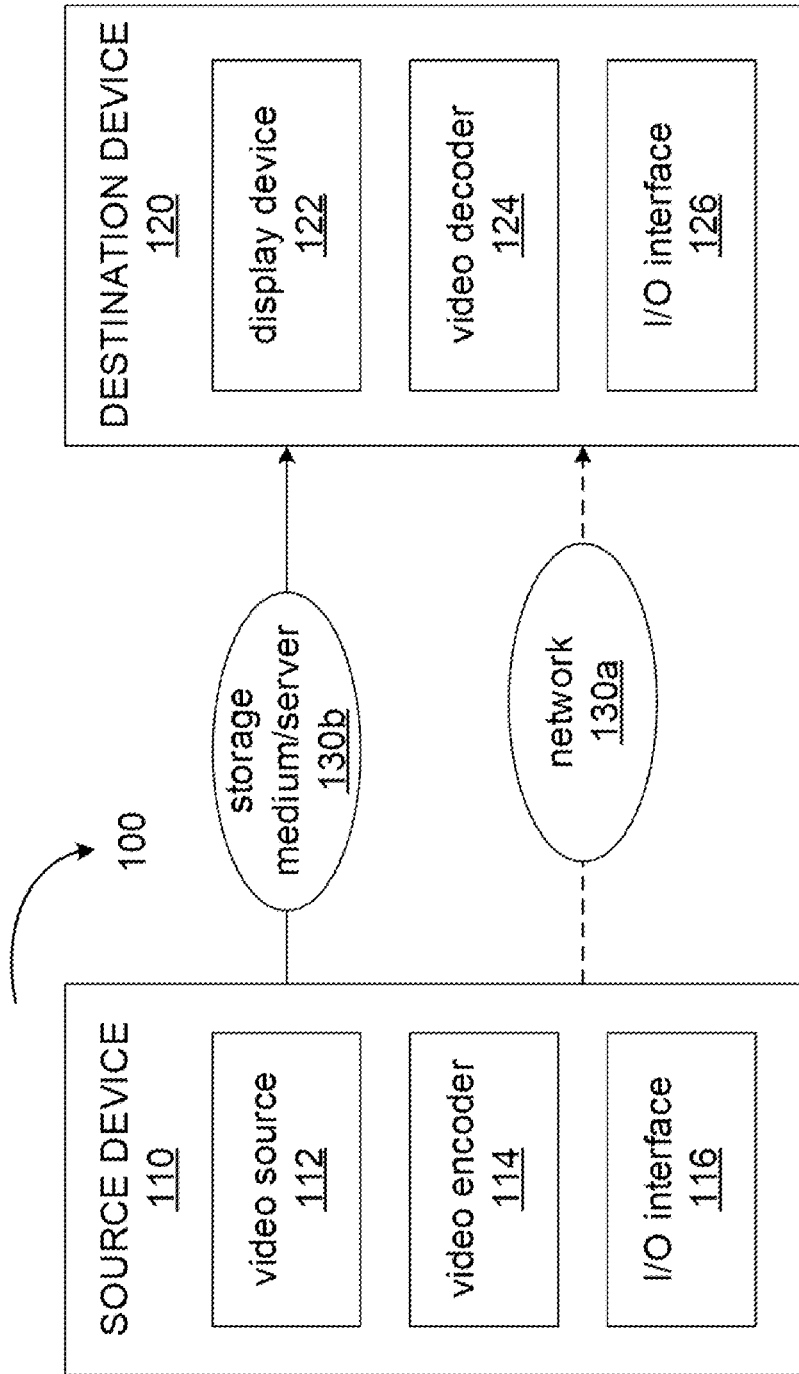 100
SOURCE DEVICE
110
video source
112
video encoder
114
I/O interface
116
storage
medium/server
130b
network
130a
DESTINATION DEVICE
120
display device
122
video decoder
124
I/O interface
126